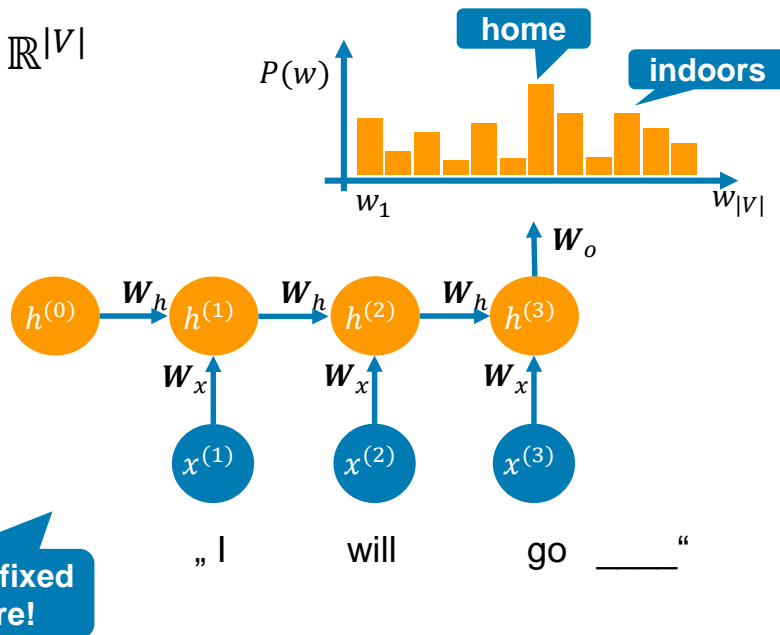 ℝ^|V|
home
P(w)
indoors
w₁
w_|V|
W_o
h^(0) W_h h^(1) W_h h^(2) W_h h^(3)
W_x W_x W_x
x^(1) x^(2) x^(3)
„ I will go ____“
fixed
re!